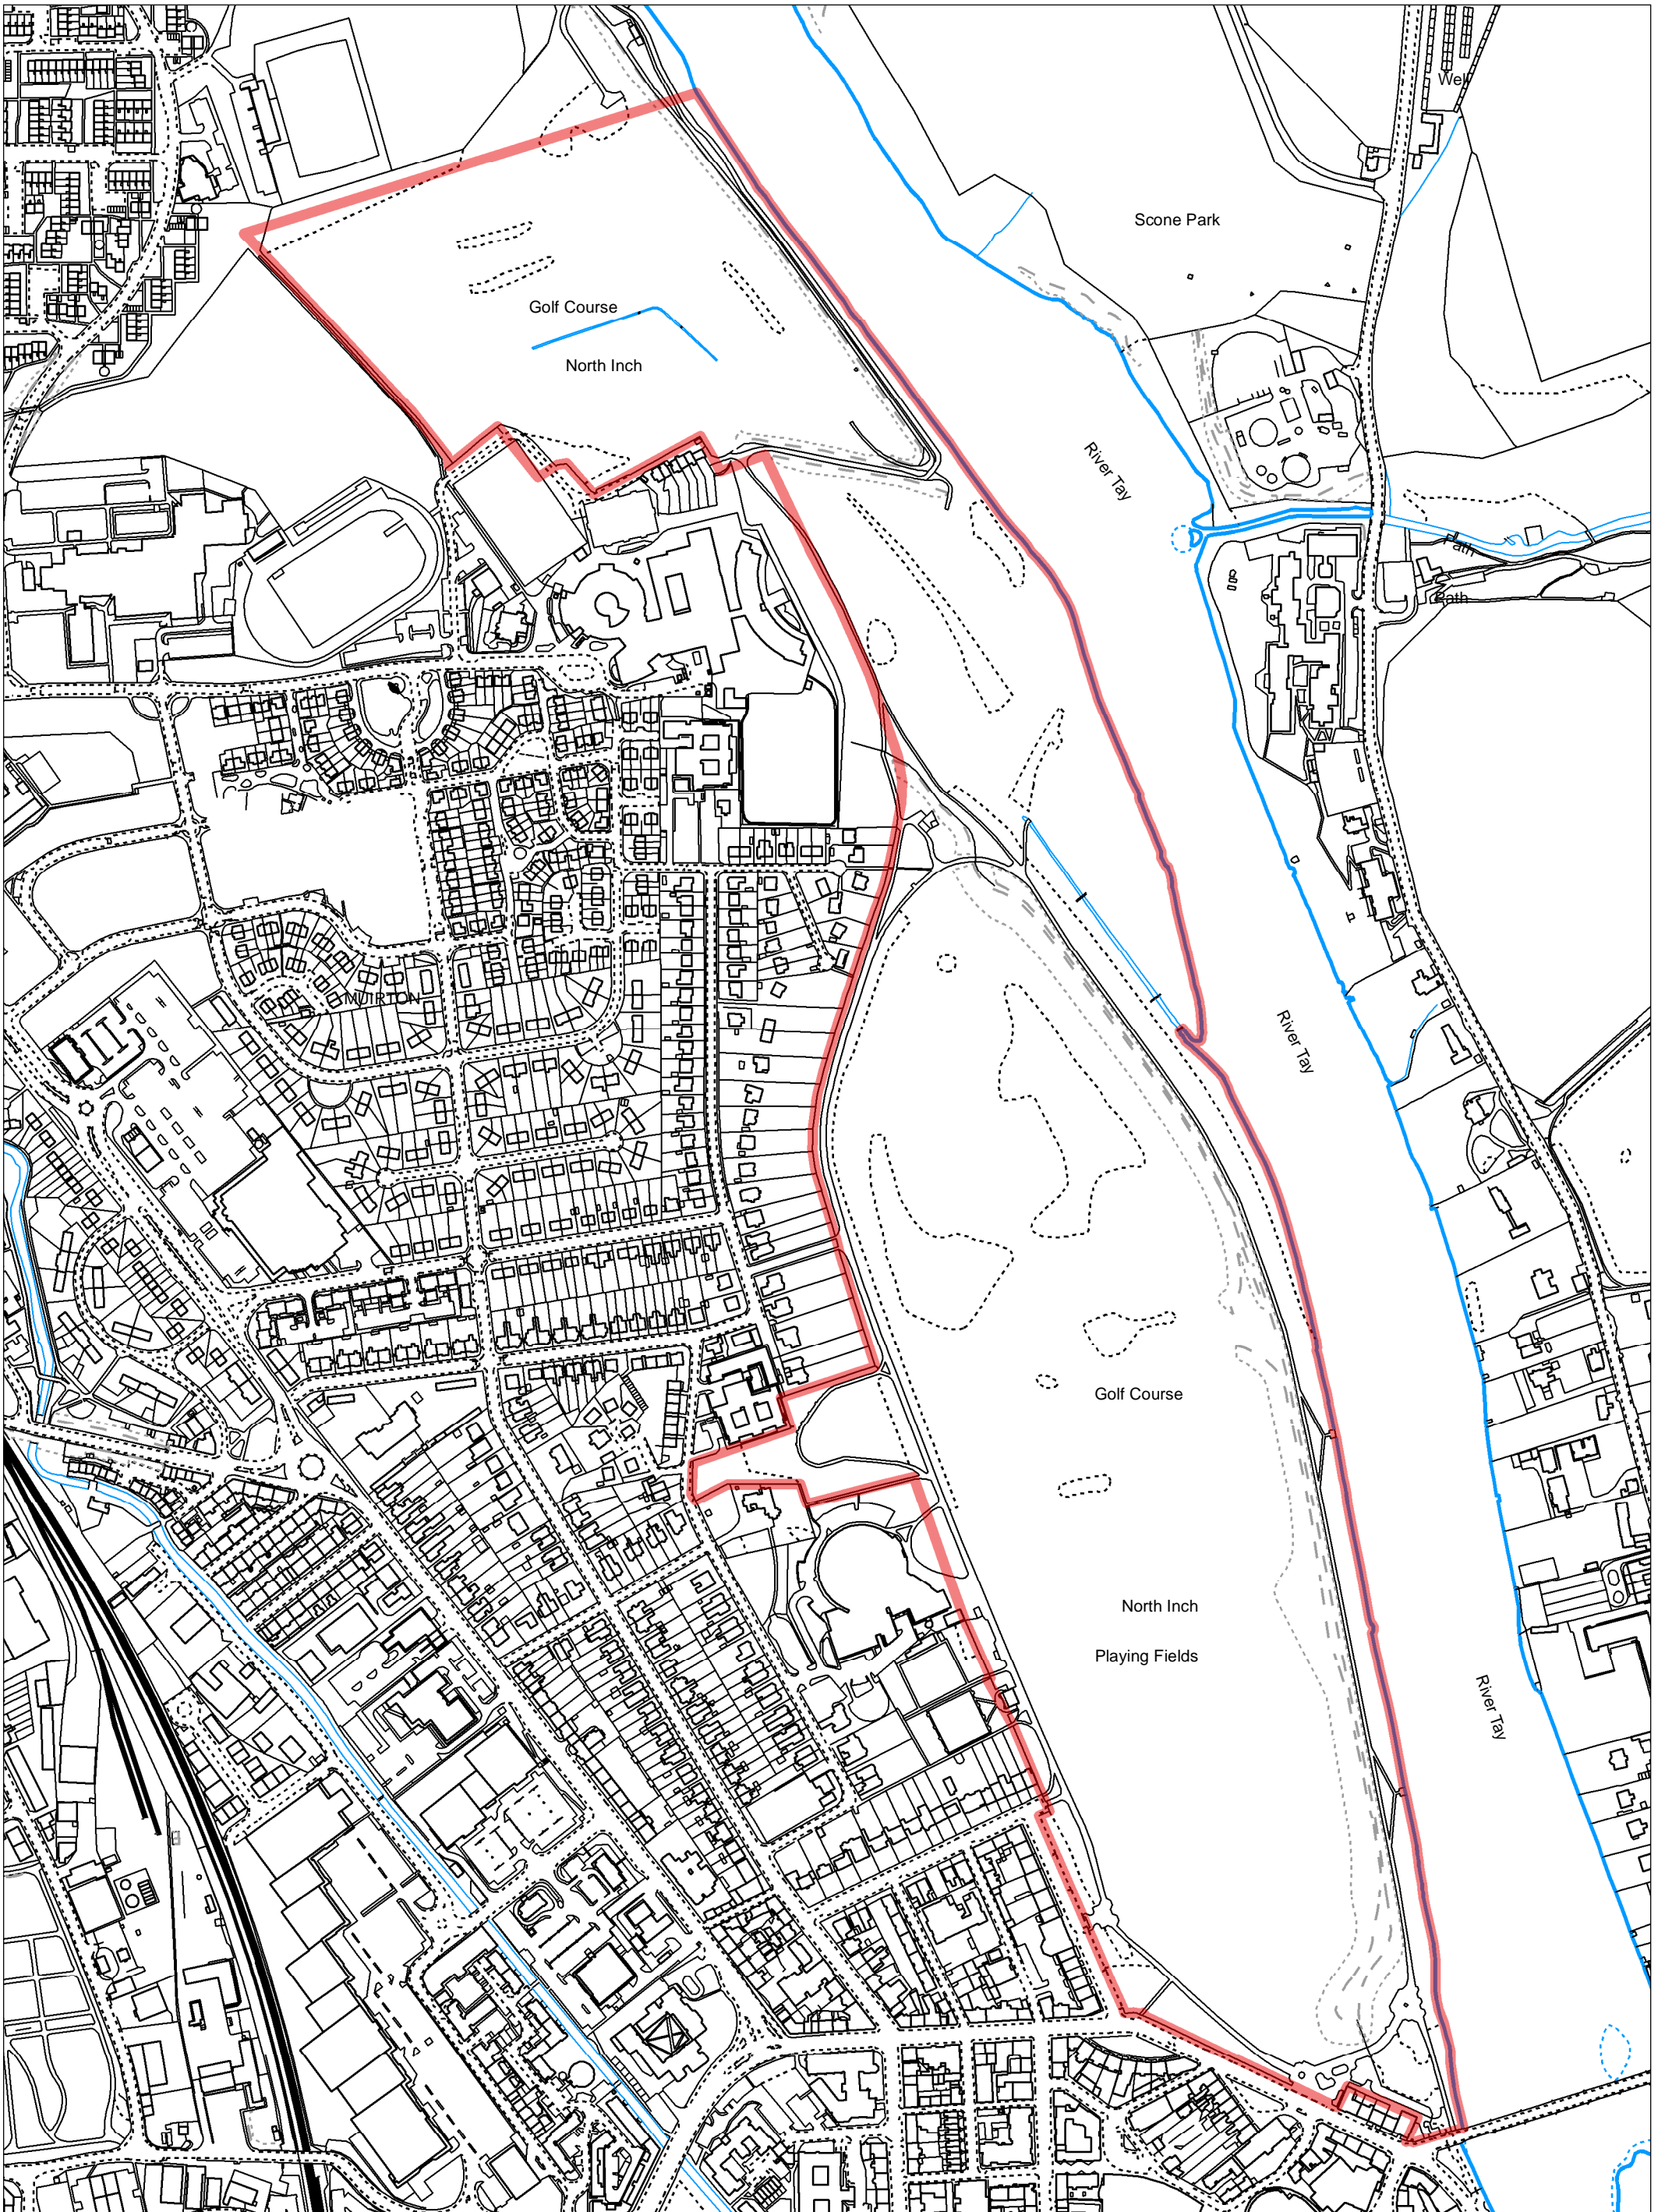 Well
Scone Park
Golf Course
North Inch
River Tay
Path
Path
MUIRTON
River Tay
Golf Course
North Inch
Playing Fields
River Tay